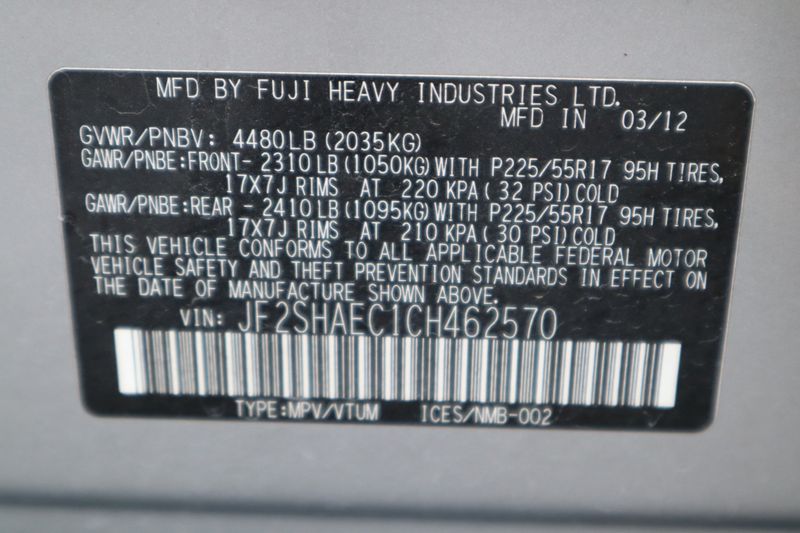 MFD BY FUJI HEAVY INDUSTRIES LTD.
MFD IN 03/12
GVWR/PNBV: 4480LB (2035KG)
GAWR/PNBE:FRONT- 2310LB (1050KG) WITH P225/55R17 95H TIRES,
17X7J RIMS AT 220 KPA( 32 PSI) COLD
GAWR/PNBE:REAR - 2410LB (1095KG) WITH P225/55R17 95H TIRES,
17X7J RIMS AT 210 KPA( 30 PSI) COLD
THIS VEHICLE CONFORMS TO ALL APPLICABLE FEDERAL MOTOR
VEHICLE SAFETY AND THEFT PREVENTION STANDARDS IN EFFECT ON
THE DATE OF MANUFACTURE SHOWN ABOVE.
VIN: JF2SHAEC1CH462570
TYPE:MPV/VTUM ICES/NMB-002